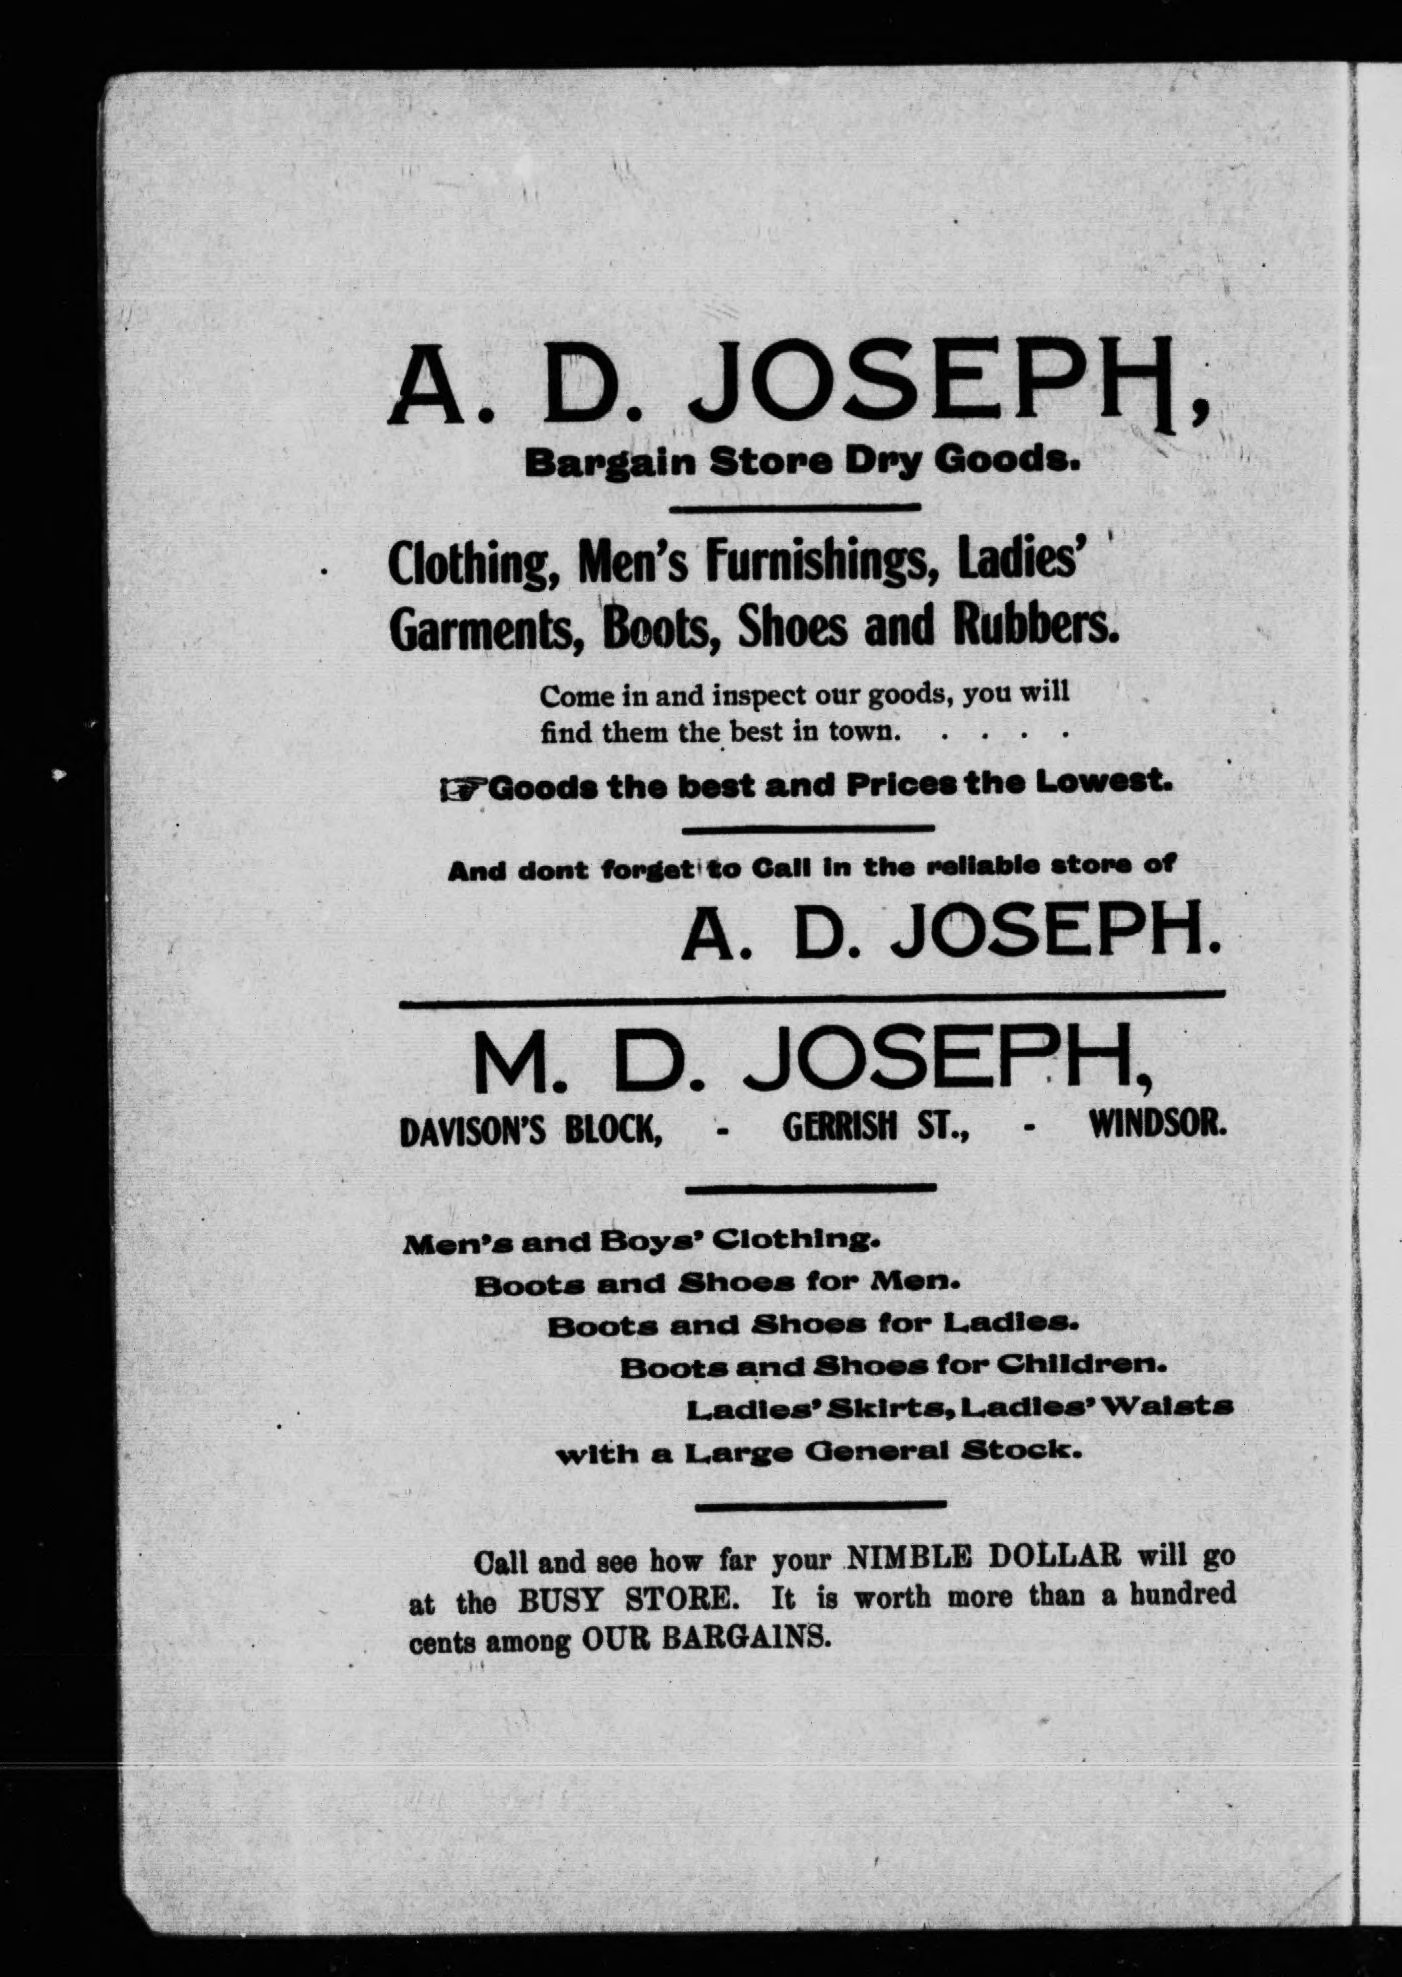 A. D. JOSEPH,
Bargain Store Dry Goods.
Clothing, Men's Furnishings, Ladies'
Garments, Boots, Shoes and Rubbers.
Come in and inspect our goods, you will
find them the best in town. . . . .
☞Goods the best and Prices the Lowest.
And dont forget to Call in the reliable store of
A. D. JOSEPH.
M. D. JOSEPH,
DAVISON'S BLOCK, - GERRISH ST., - WINDSOR.
Men's and Boys' Clothing.
Boots and Shoes for Men.
Boots and Shoes for Ladies.
Boots and Shoes for Children.
Ladies' Skirts, Ladies' Waists
with a Large General Stock.
Call and see how far your NIMBLE DOLLAR will go
at the BUSY STORE. It is worth more than a hundred
cents among OUR BARGAINS.